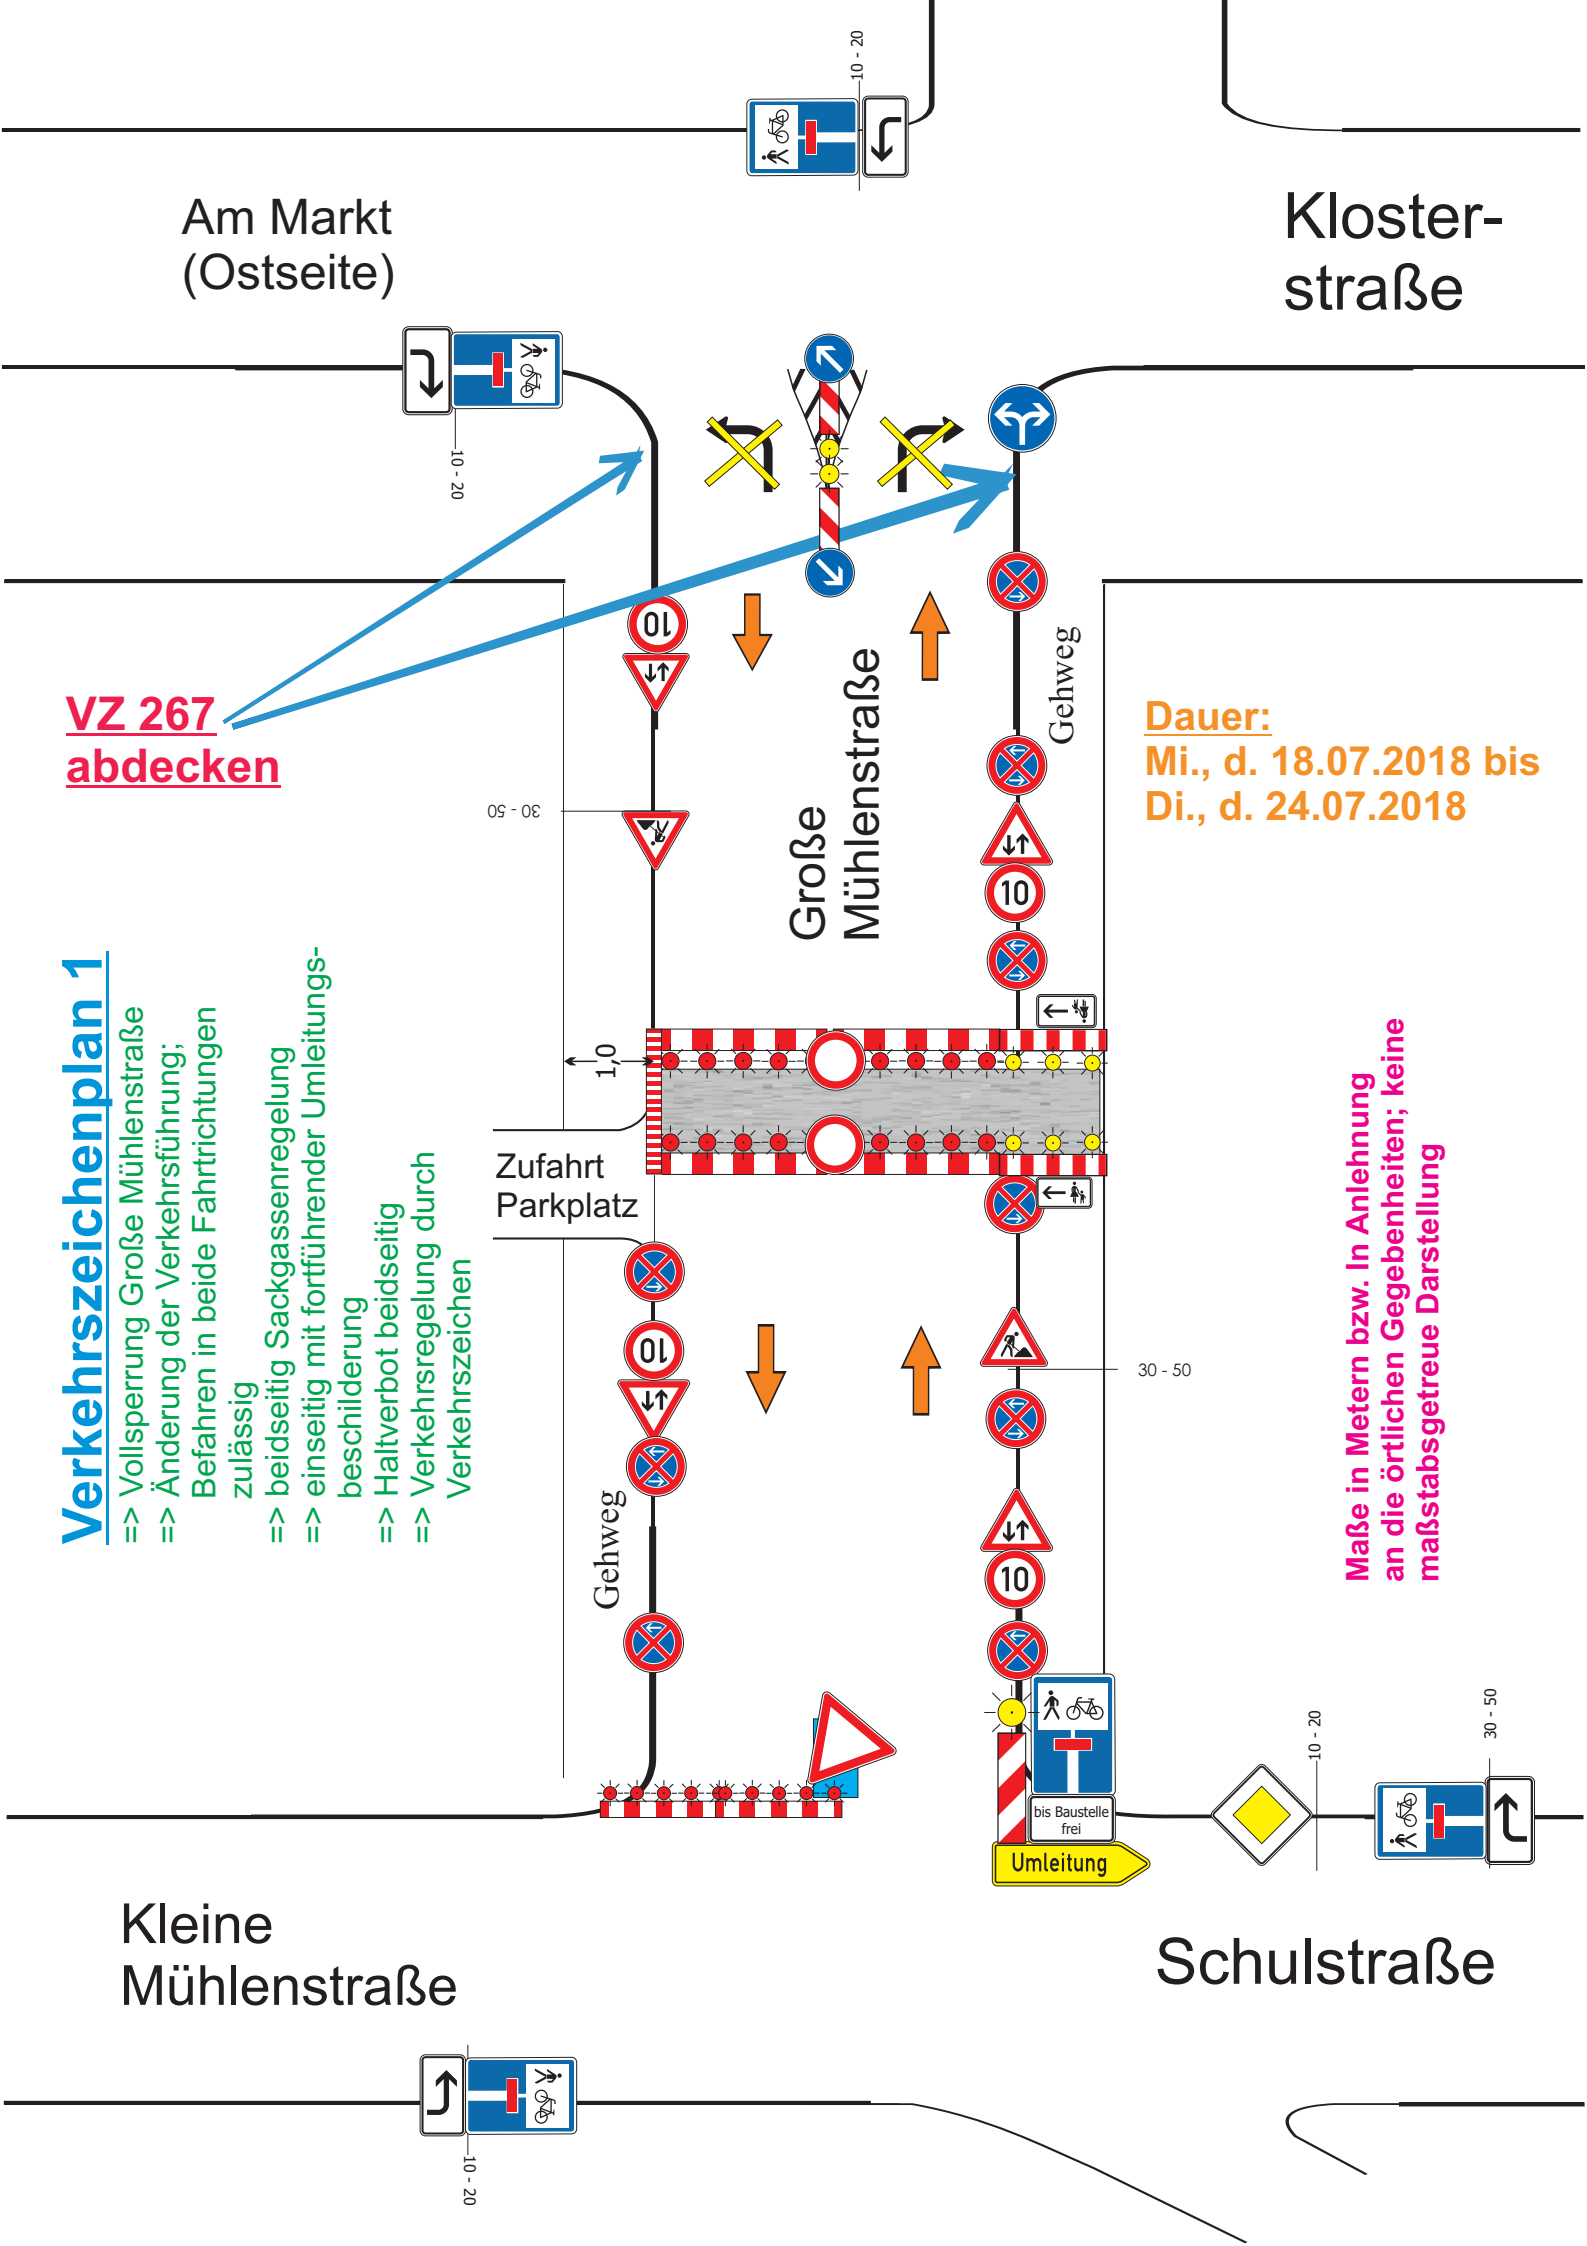 10 - 20
Am Markt
(Ostseite)
Kloster-
straße
10 - 20
10
Gehweg
Große
Mühlenstraße
VZ 267
abdecken
Dauer:
Mi., d. 18.07.2018 bis
Di., d. 24.07.2018
30 - 50
10
Verkehrszeichenplan 1
=> Vollsperrung Große Mühlenstraße
=> Änderung der Verkehrsführung;
Befahren in beide Fahrtrichtungen
zulässig
=> beidseitig Sackgassenregelung
=> einseitig mit fortführender Umleitungs-
beschilderung
=> Haltverbot beidseitig
=> Verkehrsregelung durch
Verkehrszeichen
1,0
Zufahrt
Parkplatz
Maße in Metern bzw. In Anlehnung
an die örtlichen Gegebenheiten; keine
maßstabsgetreue Darstellung
10
30 - 50
Gehweg
10
bis Baustelle
frei
Umleitung
10 - 20
30 - 50
Kleine
Mühlenstraße
Schulstraße
10 - 20